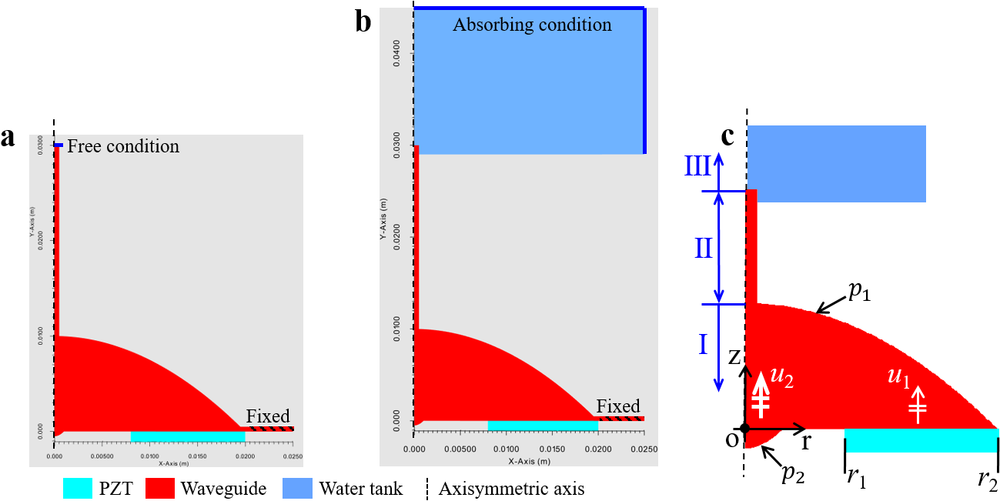 a
Free condition
0.0300
0.0200
0.0100
0.000
Y-Axis (m)
Fixed
0.000
0.00500
0.0100
0.0150
0.0200
0.0250
X-Axis (m)
b
Absorbing condition
0.0400
0.0300
0.0200
0.0100
0.000
Y-Axis (m)
Fixed
0.000
0.00500
0.0100
0.0150
0.0200
0.0250
X-Axis (m)
c
III
II
I
p₁
z
u₂
u₁
o
r
p₂
r₁
r₂
PZT
Waveguide
Water tank
Axisymmetric axis